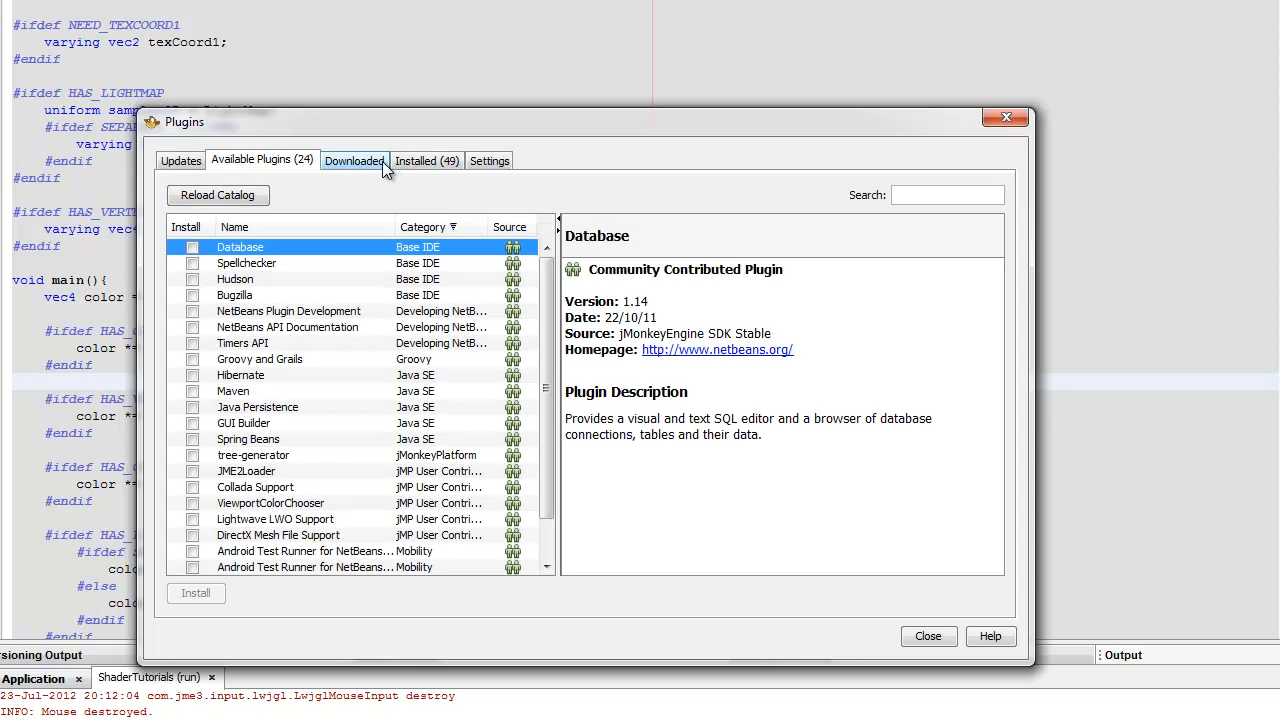 #ifdef NEED_TEXCOORD1
varying vec2 texCoord1;
#endif
#ifdef HAS_LIGHTMAP
uniform
#ifdef
varying
#endif
#endif
#ifdef
varying
#endif
void main(){
vec4 color =
#ifdef
color *=
#endif
#ifdef
color *=
#endif
#ifdef
color *=
#endif
#ifdef
#ifdef
#else
#endif
#endif
Plugins
Updates
Available Plugins (24)
Downloaded
Installed (49)
Settings
Reload Catalog
Search:
Install Name Category Source
Database Base IDE
Spellchecker Base IDE
Hudson Base IDE
Bugzilla Base IDE
NetBeans Plugin Development Developing NetB...
NetBeans API Documentation Developing NetB...
Timers API Developing NetB...
Groovy and Grails Groovy
Hibernate Java SE
Maven Java SE
Java Persistence Java SE
GUI Builder Java SE
Spring Beans Java SE
tree-generator jMonkeyPlatform
JME2Loader jMP User Contri...
Collada Support jMP User Contri...
ViewportColorChooser jMP User Contri...
Lightwave LWO Support jMP User Contri...
DirectX Mesh File Support jMP User Contri...
Android Test Runner for NetBeans... Mobility
Android Test Runner for NetBeans... Mobility
Install
Database
Community Contributed Plugin
Version: 1.14
Date: 22/10/11
Source: jMonkeyEngine SDK Stable
Homepage: http://www.netbeans.org/
Plugin Description
Provides a visual and text SQL editor and a browser of database
connections, tables and their data.
Close
Help
rsioning Output
Output
Application
ShaderTutorials (run)
23-Jul-2012 20:12:04 com.jme3.input.lwjgl.LwjglMouseInput destroy
INFO: Mouse destroyed.